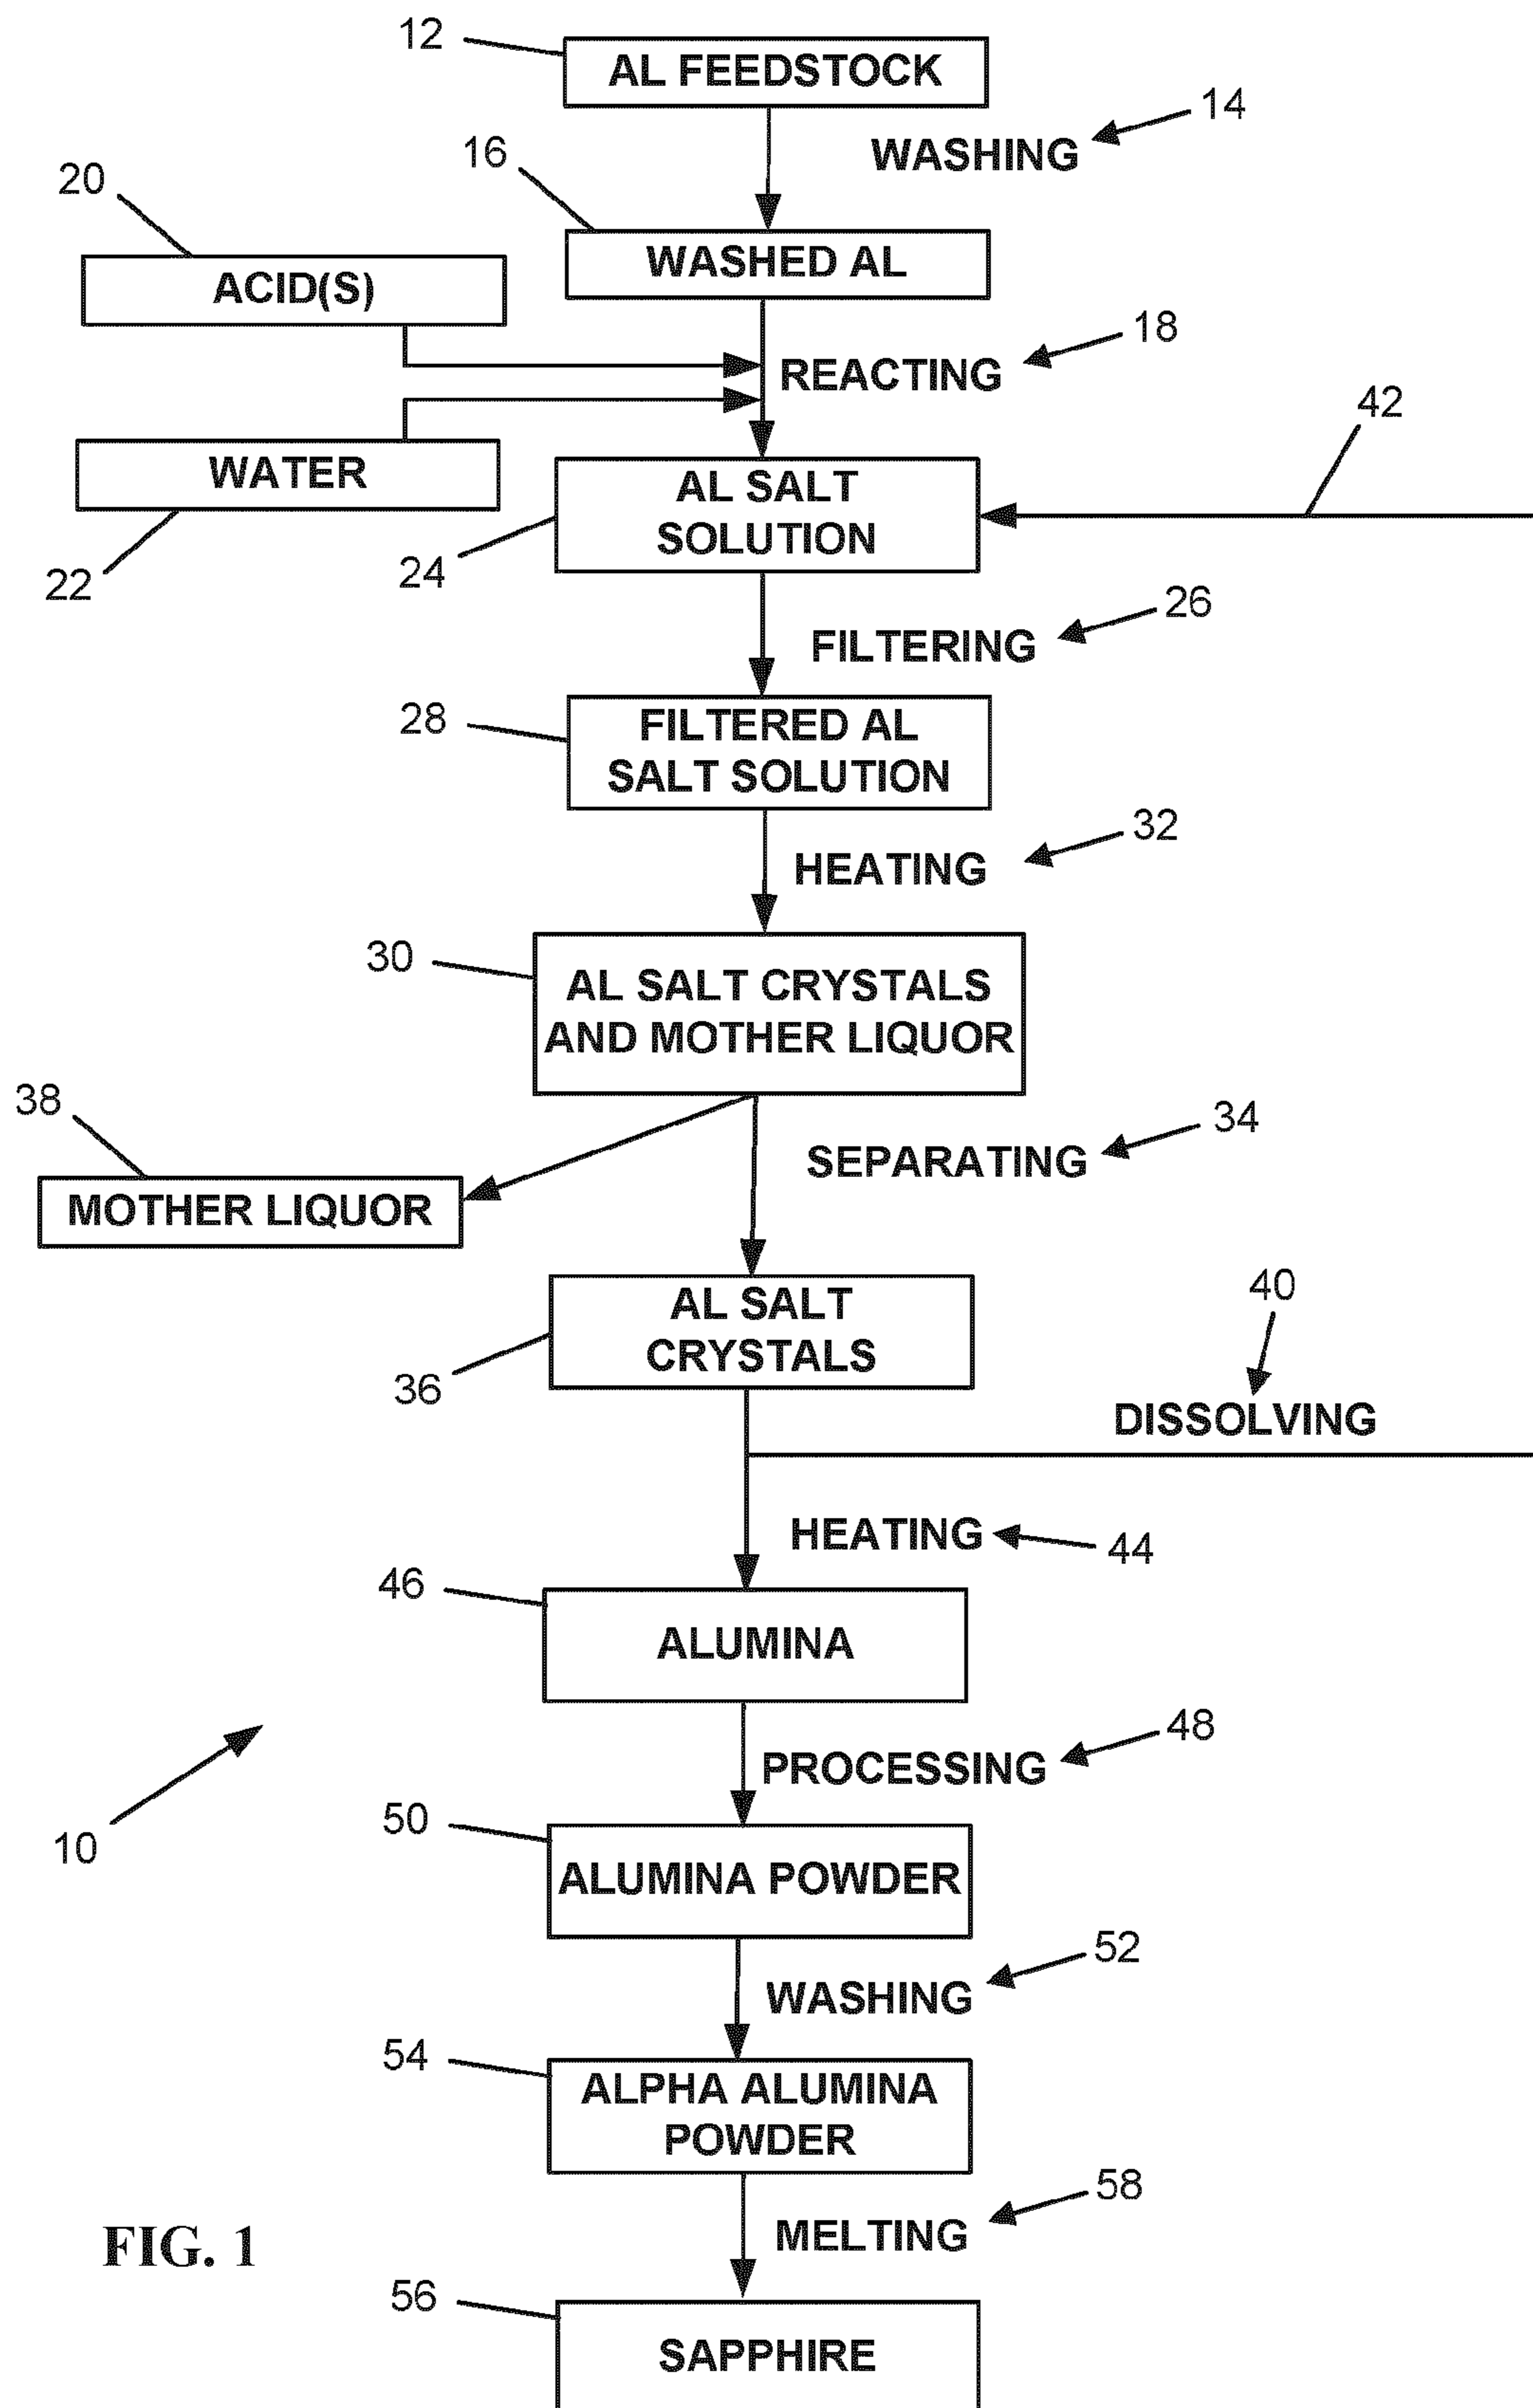 12
AL FEEDSTOCK
14
WASHING
16
20
WASHED AL
ACID(S)
18
REACTING
42
WATER
AL SALT
SOLUTION
22
24
26
FILTERING
28
FILTERED AL
SALT SOLUTION
32
HEATING
30
AL SALT CRYSTALS
AND MOTHER LIQUOR
38
34
SEPARATING
MOTHER LIQUOR
40
AL SALT
CRYSTALS
36
DISSOLVING
HEATING
44
46
ALUMINA
48
PROCESSING
10
50
ALUMINA POWDER
52
WASHING
54
ALPHA ALUMINA
POWDER
58
MELTING
FIG. 1
56
SAPPHIRE